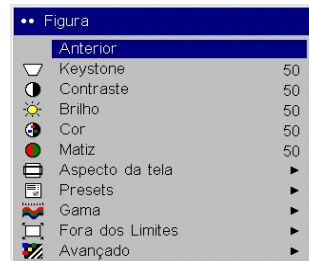 •• Figura
Anterior
Keystone 50
Contraste 50
Brilho 50
Cor 50
Matiz 50
Aspecto da tela ►
Presets ►
Gama ►
Fora dos Limites ►
Avançado ►